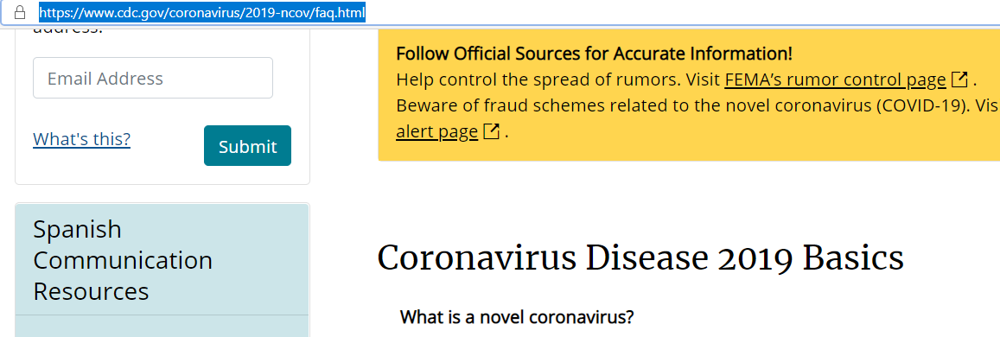 https://www.cdc.gov/coronavirus/2019-ncov/faq.html
address.
Email Address
What's this?
Submit
Spanish
Communication
Resources
Follow Official Sources for Accurate Information!
Help control the spread of rumors. Visit FEMA's rumor control page .
Beware of fraud schemes related to the novel coronavirus (COVID-19). Vis
alert page .
Coronavirus Disease 2019 Basics
What is a novel coronavirus?